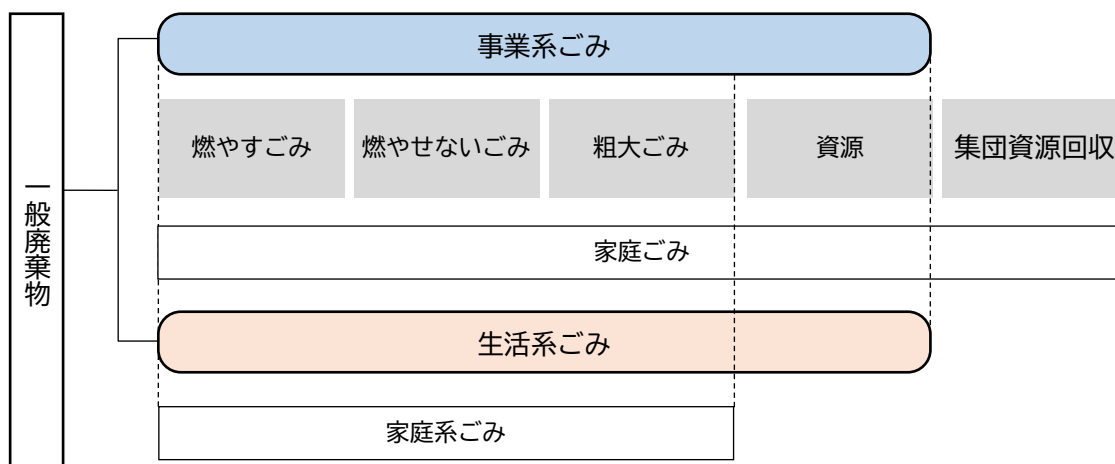 一般廃棄物
事業系ごみ
燃やすごみ
燃やせないごみ
粗大ごみ
資源
集団資源回収
家庭ごみ
生活系ごみ
家庭系ごみ